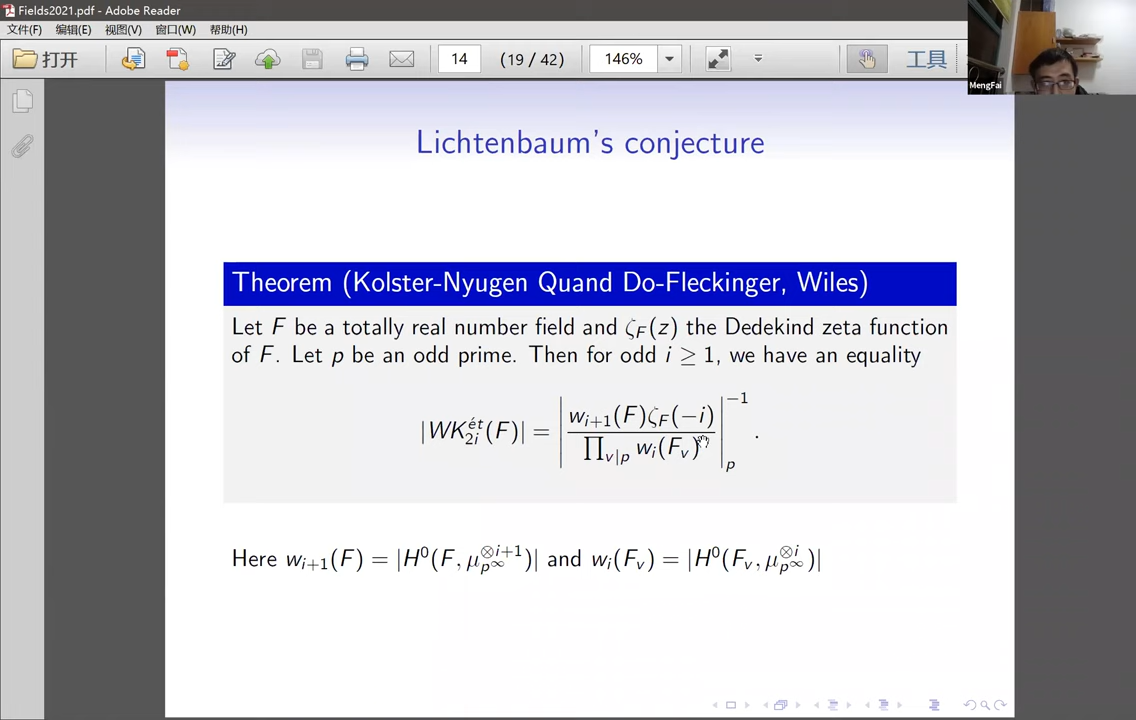 Fields2021.pdf - Adobe Reader
文件(F) 编辑(E) 视图(V) 窗口(W) 帮助(H)
打开 14 (19 / 42) 146% 工具
MengFai
Lichtenbaum's conjecture
Theorem (Kolster-Nyugen Quand Do-Fleckinger, Wiles)
Let F be a totally real number field and ζ_F(z) the Dedekind zeta function
of F. Let p be an odd prime. Then for odd i ≥ 1, we have an equality
|WK^{ét}_{2i}(F)| = |w_{i+1}(F)ζ_F(−i) / ∏_{v|p} w_i(F_v)|_p^{−1}.
Here w_{i+1}(F) = |H^0(F, μ_{p^∞}^{⊗i+1})| and w_i(F_v) = |H^0(F_v, μ_{p^∞}^{⊗i})|